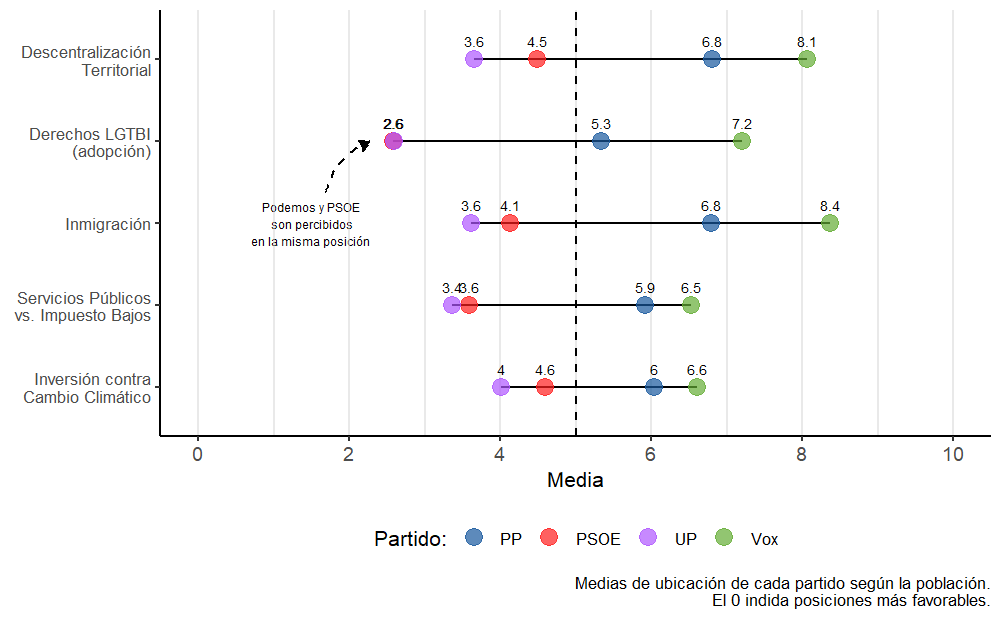 Descentralización
Territorial
3.6 4.5 6.8 8.1
Derechos LGTBI
(adopción)
2.6 5.3 7.2
Podemos y PSOE
son percibidos
en la misma posición
Inmigración
3.6 4.1 6.8 8.4
Servicios Públicos
vs. Impuesto Bajos
3.4 3.6 5.9 6.5
Inversión contra
Cambio Climático
4 4.6 6 6.6
0 2 4 6 8 10
Media
Partido: PP PSOE UP Vox
Medias de ubicación de cada partido según la población.
El 0 indida posiciones más favorables.